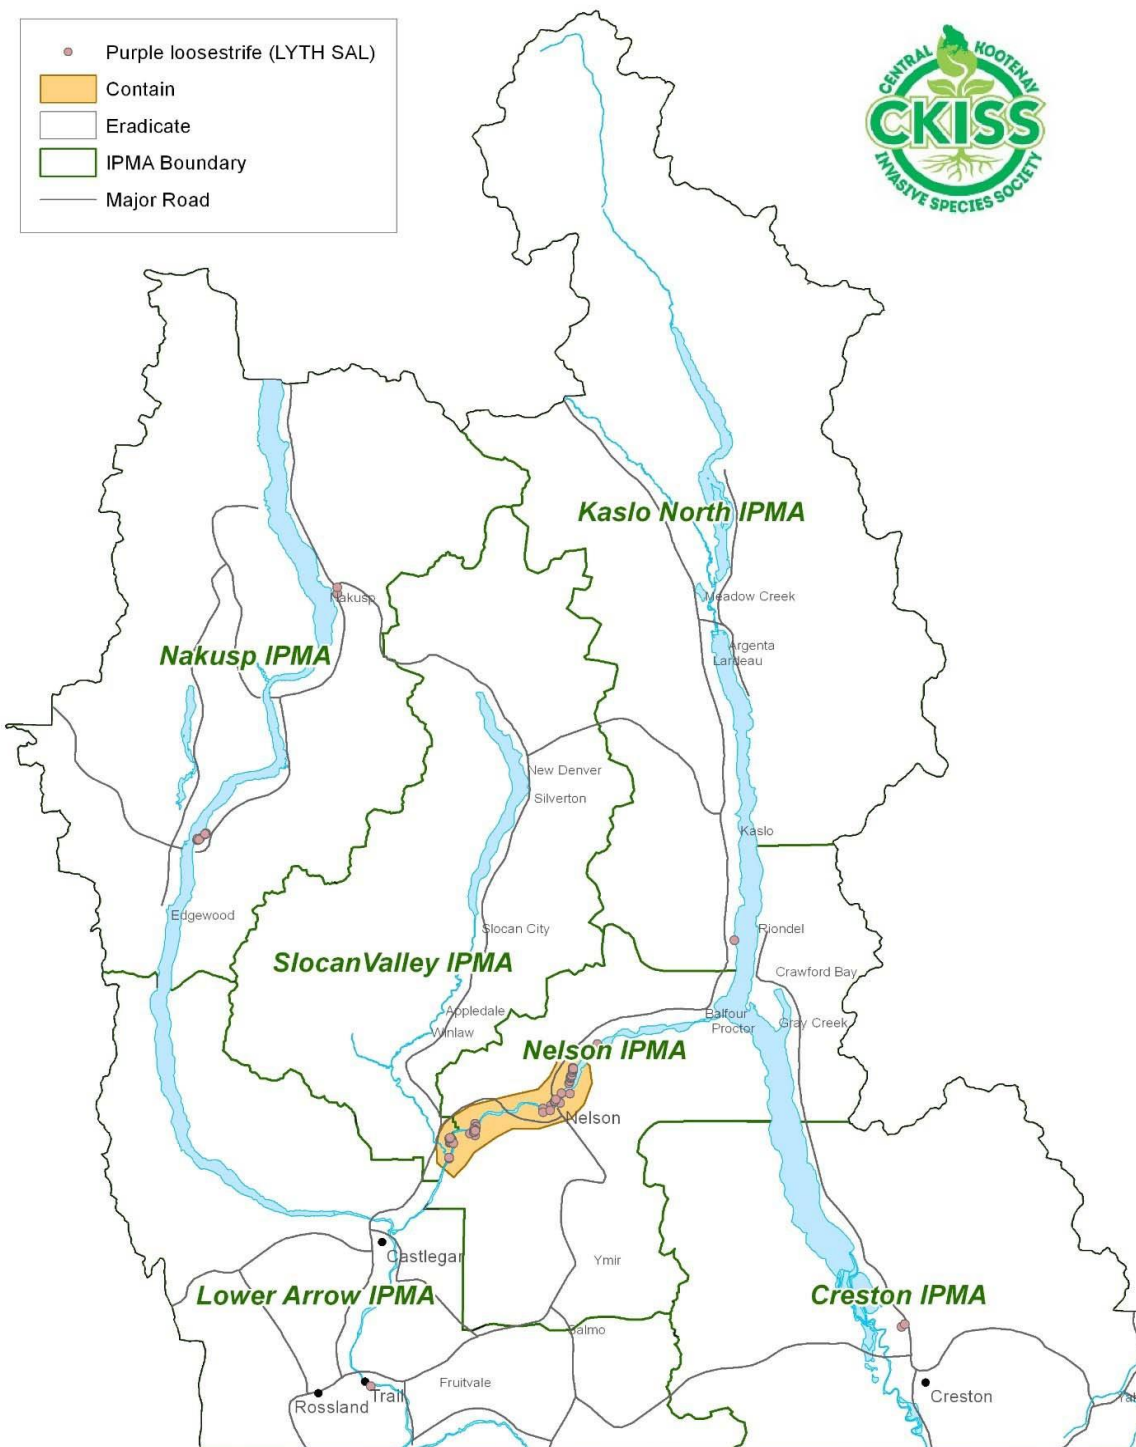 Purple loosestrife (LYTH SAL)
Contain
Eradicate
IPMA Boundary
Major Road
CENTRAL KOOTENAY
CKISS
INVASIVE SPECIES SOCIETY
Kaslo North IPMA
Meadow Creek
Nakusp
Argenta
Lardeau
Nakusp IPMA
New Denver
Silverton
Kaslo
Edgewood
Slocan City
Riondel
SlocanValley IPMA
Crawford Bay
Appledale
Balfour
Proctor
Gray Creek
Winlaw
Nelson IPMA
Nelson
Castlegar
Ymir
Lower Arrow IPMA
Creston IPMA
Salmo
Fruitvale
Trail
Rossland
Creston